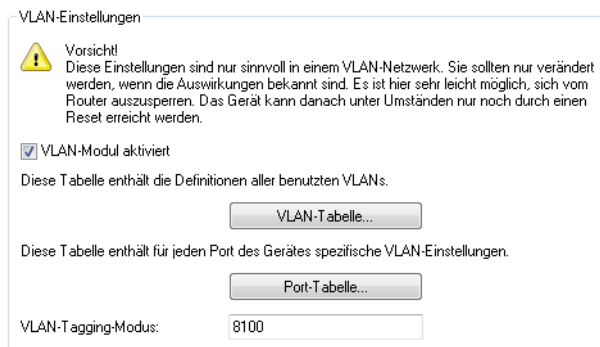 VLAN-Einstellungen
Vorsicht!
Diese Einstellungen sind nur sinnvoll in einem VLAN-Netzwerk. Sie sollten nur verändert
werden, wenn die Auswirkungen bekannt sind. Es ist hier sehr leicht möglich, sich vom
Router auszusperren. Das Gerät kann danach unter Umständen nur noch durch einen
Reset erreicht werden.
VLAN-Modul aktiviert
Diese Tabelle enthält die Definitionen aller benutzten VLANs.
VLAN-Tabelle...
Diese Tabelle enthält für jeden Port des Gerätes spezifische VLAN-Einstellungen.
Port-Tabelle...
VLAN-Tagging-Modus: 8100